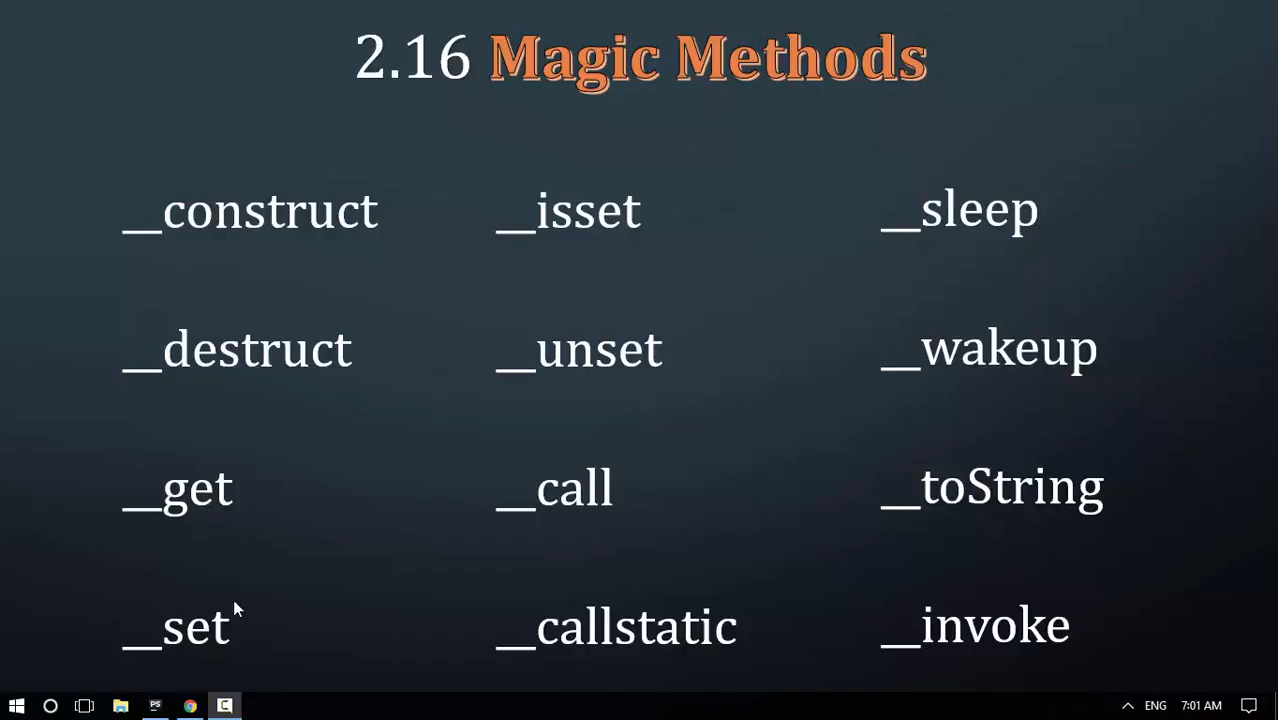 2.16 Magic Methods
__construct
__isset
__sleep
__destruct
__unset
__wakeup
__get
__call
__toString
__set
__callstatic
__invoke
PS
C
ENG
7:01 AM